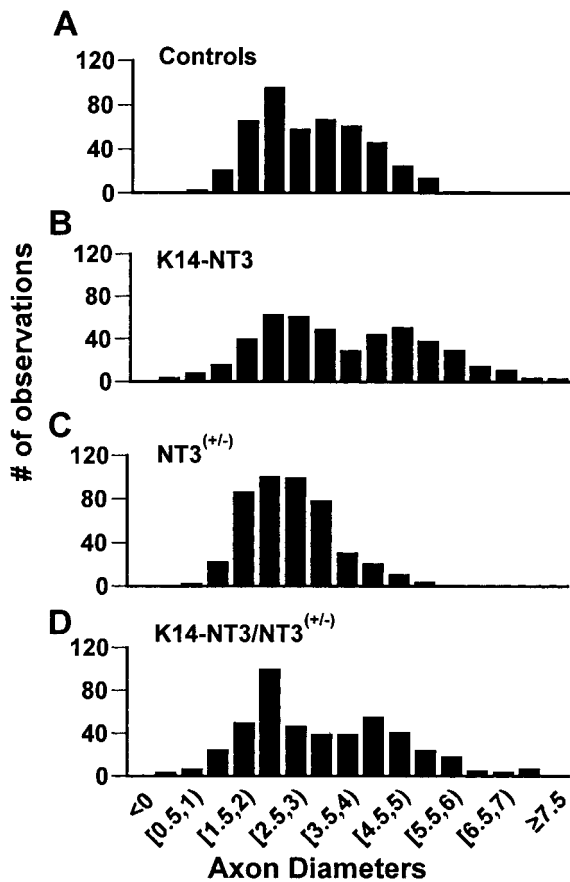 A
Controls
120
80
40
0
B
K14-NT3
120
80
40
0
# of observations
C
NT3(+/-)
120
80
40
0
D
K14-NT3/NT3(+/-)
120
80
40
0
<0
[0.5,1)
[1.5,2)
[2.5,3)
[3.5,4)
[4.5,5)
[5.5,6)
[6.5,7)
≥7.5
Axon Diameters